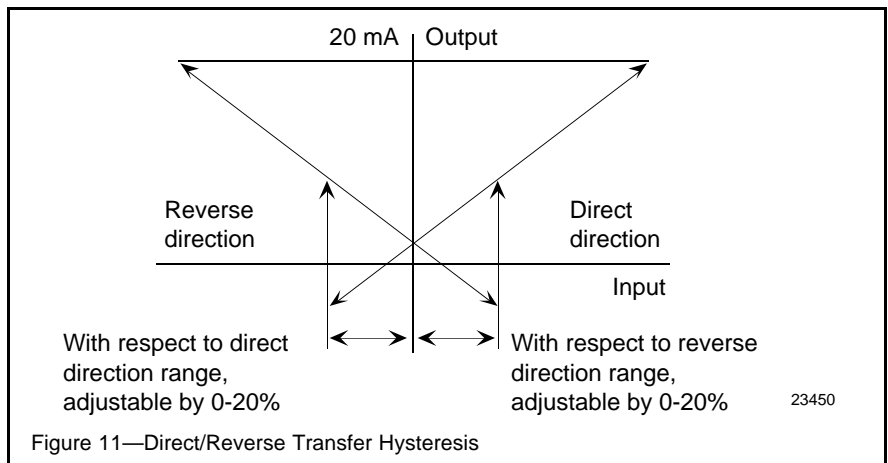 20 mA Output
Reverse
direction
Direct
direction
Input
With respect to direct
direction range,
adjustable by 0-20%
With respect to reverse
direction range,
adjustable by 0-20%
23450
Figure 11—Direct/Reverse Transfer Hysteresis